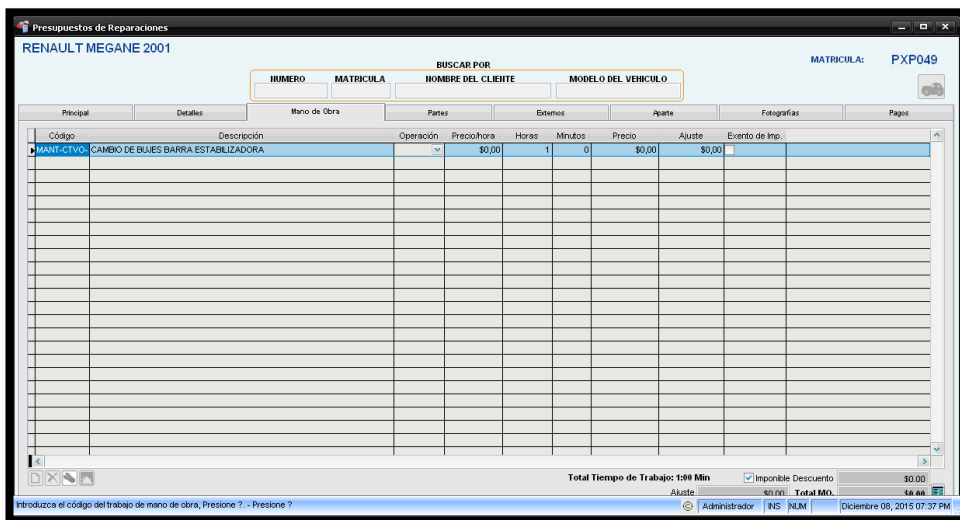 Presupuestos de Reparaciones
RENAULT MEGANE 2001
MATRICULA: PXP049
BUSCAR POR
NUMERO MATRICULA NOMBRE DEL CLIENTE MODELO DEL VEHICULO
Principal Detalles Mano de Obra Partes Externos Aparte Fotografías Pagos
Código Descripción Operación Precio/hora Horas Minutos Precio Ajuste Exento de Imp.
MANT-CTVO- CAMBIO DE BUJES BARRA ESTABILIZADORA $0,00 1 0 $0,00 $0,00
Total Tiempo de Trabajo: 1:00 Min Imponible Descuento $0.00
Ajuste $0.00 Total MO. $0.00
Introduzca el código del trabajo de mano de obra, Presione ?. - Presione ? Administrador INS NUM Diciembre 08, 2015 07:37 PM